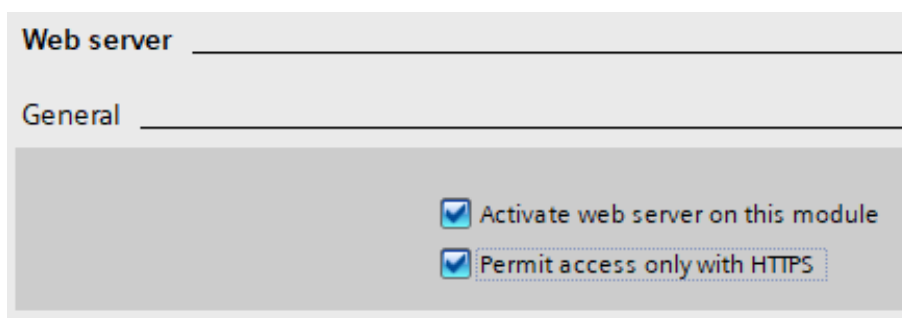 Web server
General
Activate web server on this module
Permit access only with HTTPS